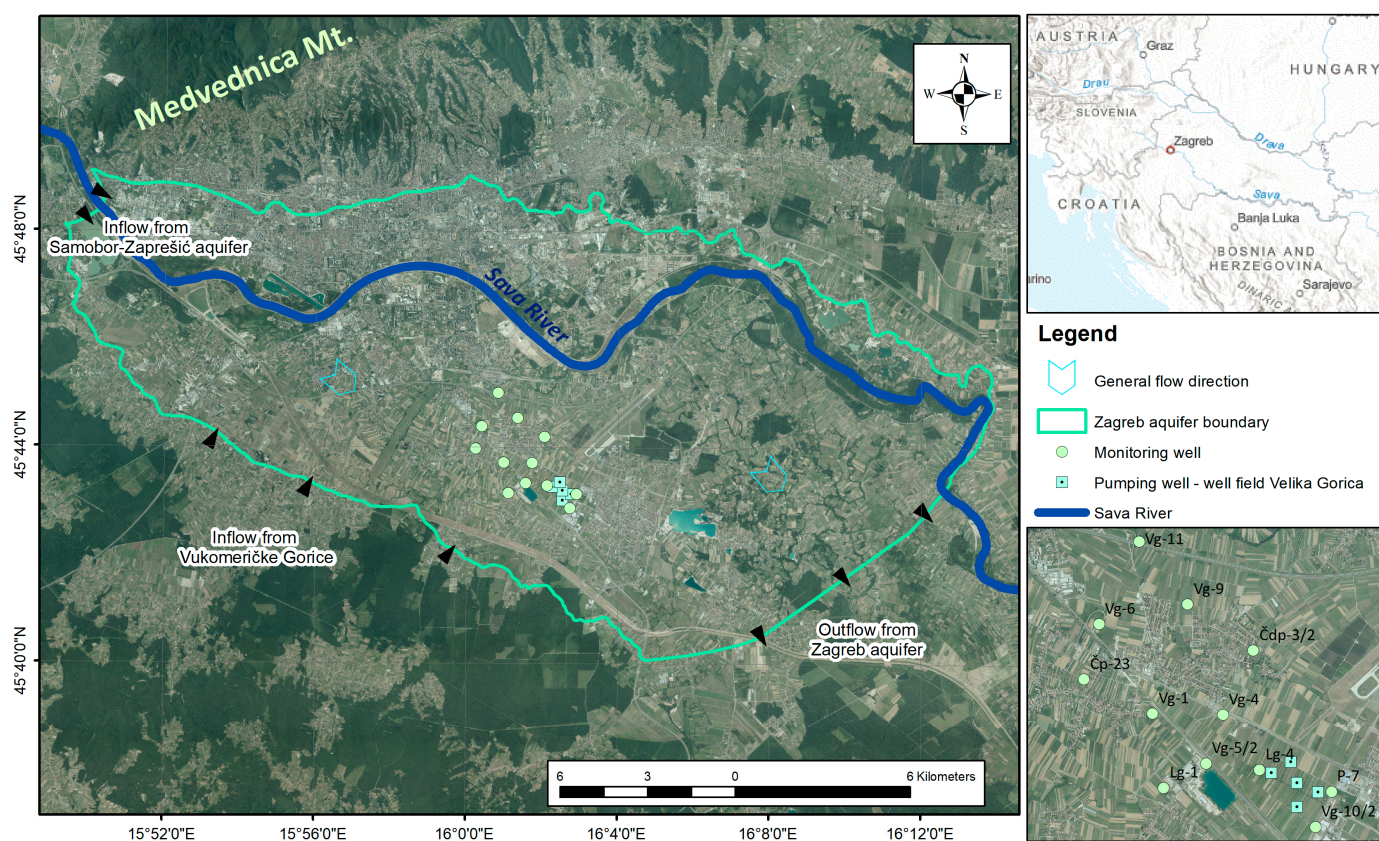 Medvednica Mt.
N
W
E
S
Inflow from
Samobor-Zaprešić aquifer
Sava River
Inflow from
Vukomeričke Gorice
Outflow from
Zagreb aquifer
6
3
0
6 Kilometers
45°48'0"N
45°44'0"N
45°40'0"N
15°52'0"E
15°56'0"E
16°0'0"E
16°4'0"E
16°8'0"E
16°12'0"E
AUSTRIA
Graz
HUNGARY
Drau
SLOVENIA
Zagreb
Drava
Sava
CROATIA
Banja Luka
BOSNIA AND
HERZEGOVINA
Sarajevo
DINARIC
arino
Legend
General flow direction
Zagreb aquifer boundary
Monitoring well
Pumping well - well field Velika Gorica
Sava River
Vg-11
Vg-9
Vg-6
Čdp-3/2
Čp-23
Vg-1
Vg-4
Vg-5/2
Lg-4
Lg-1
P-7
Vg-10/2